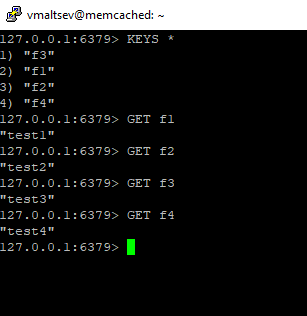 vmaltsev@memcached: ~
127.0.0.1:6379> KEYS *
1) "f3"
2) "f1"
3) "f2"
4) "f4"
127.0.0.1:6379> GET f1
"test1"
127.0.0.1:6379> GET f2
"test2"
127.0.0.1:6379> GET f3
"test3"
127.0.0.1:6379> GET f4
"test4"
127.0.0.1:6379>